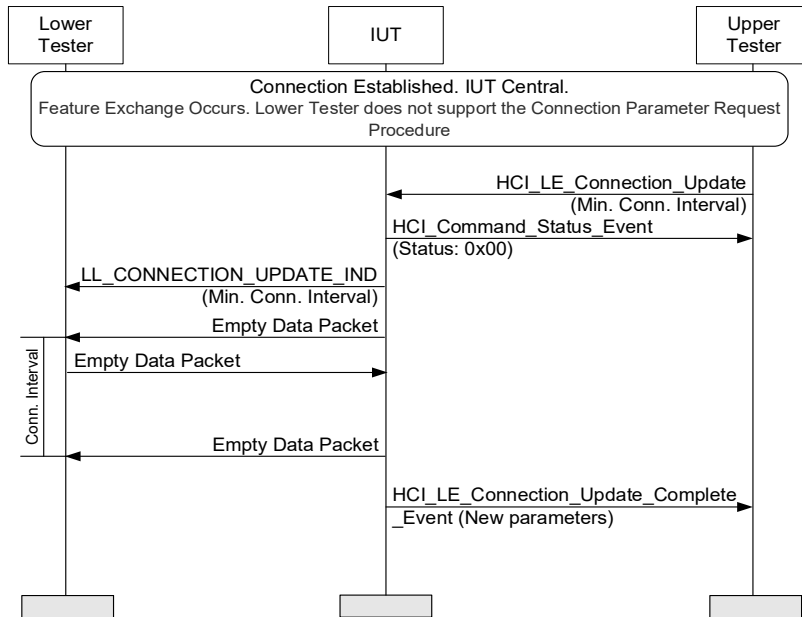 Lower
Tester
IUT
Upper
Tester
Connection Established. IUT Central.
Feature Exchange Occurs. Lower Tester does not support the Connection Parameter Request
Procedure
HCI_LE_Connection_Update
(Min. Conn. Interval)
HCI_Command_Status_Event
(Status: 0x00)
LL_CONNECTION_UPDATE_IND
(Min. Conn. Interval)
Empty Data Packet
Empty Data Packet
Conn. Interval
Empty Data Packet
HCI_LE_Connection_Update_Complete
_Event (New parameters)